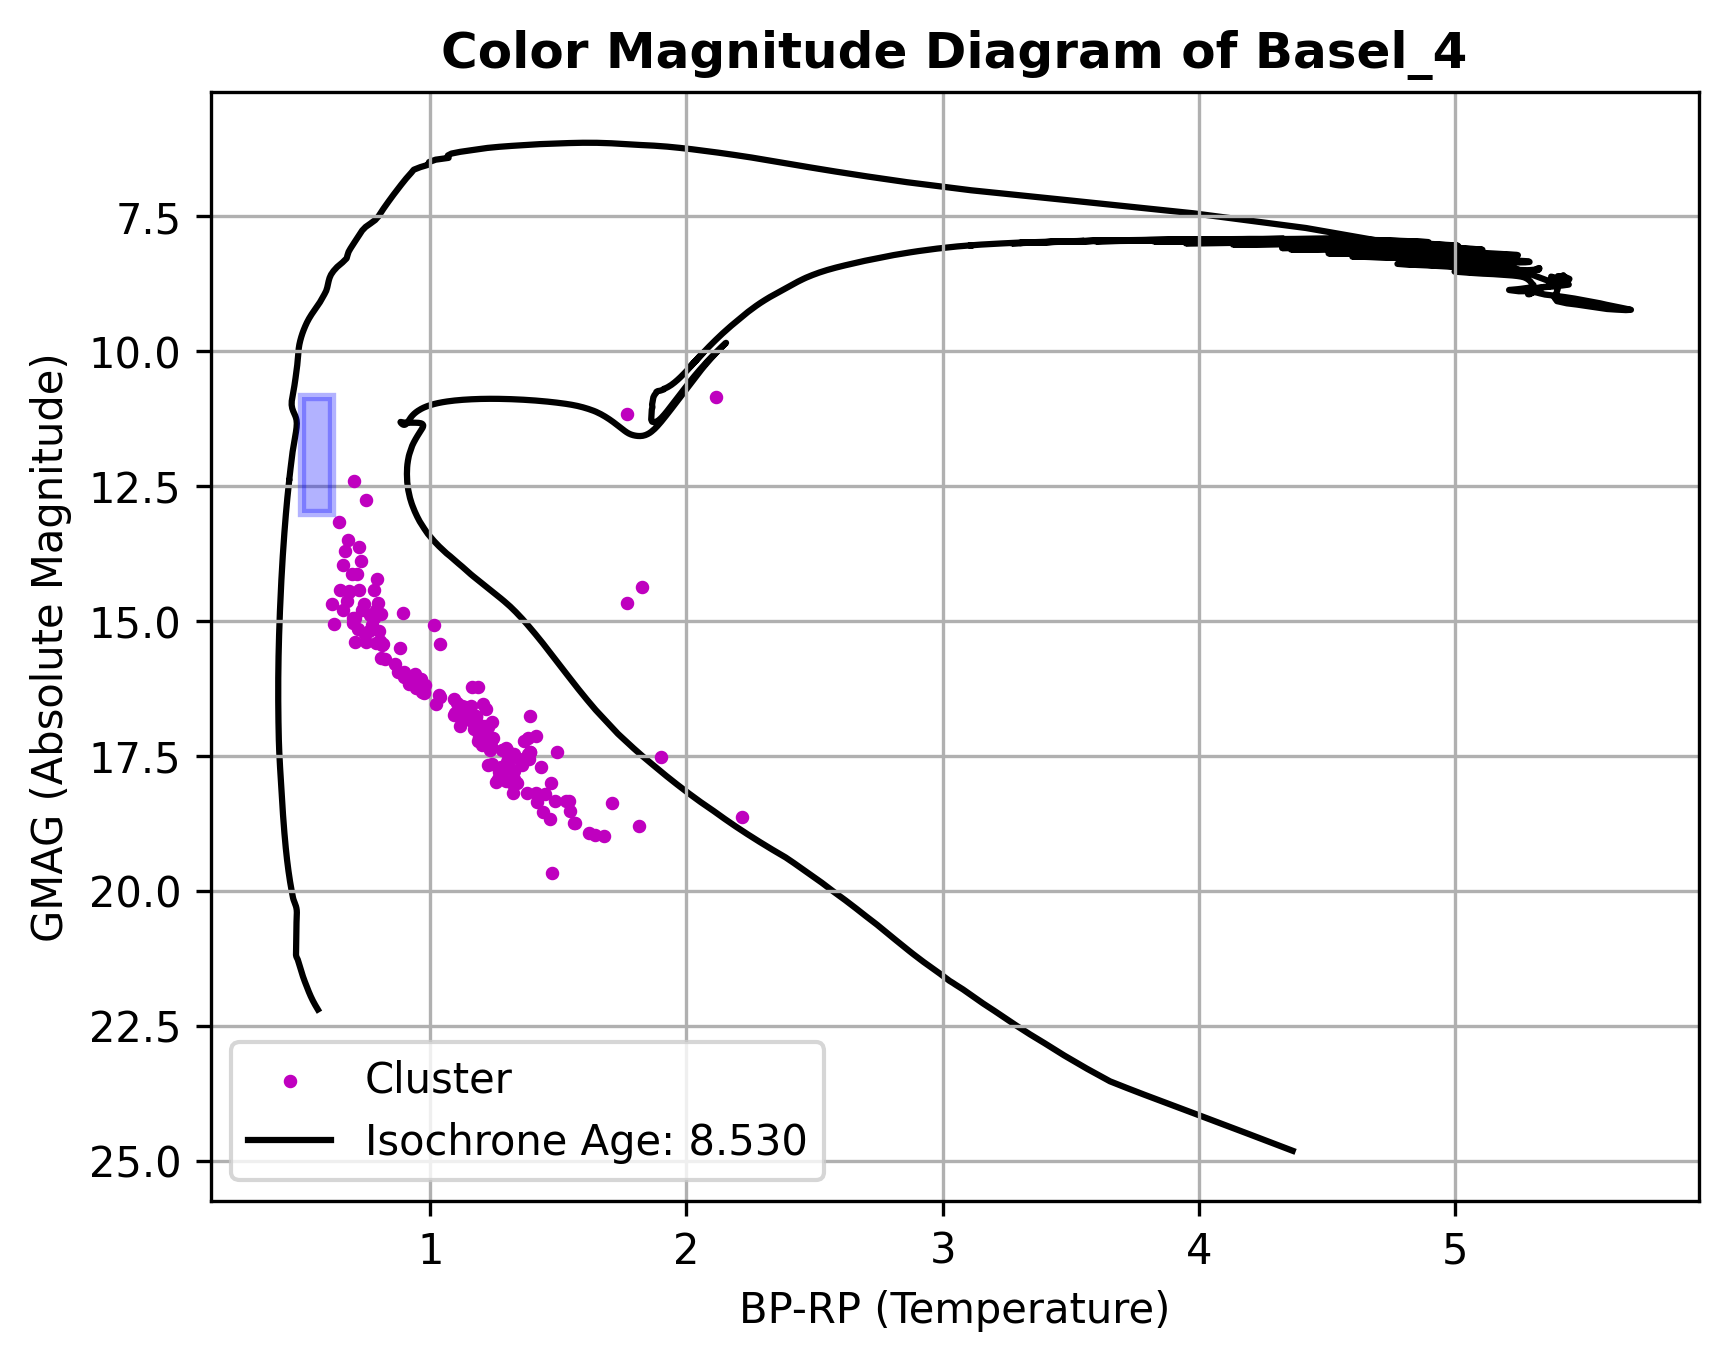 Color Magnitude Diagram of Basel_4
GMAG (Absolute Magnitude)
7.5
10.0
12.5
15.0
17.5
20.0
22.5
25.0
Cluster
Isochrone Age: 8.530
1 2 3 4 5
BP-RP (Temperature)